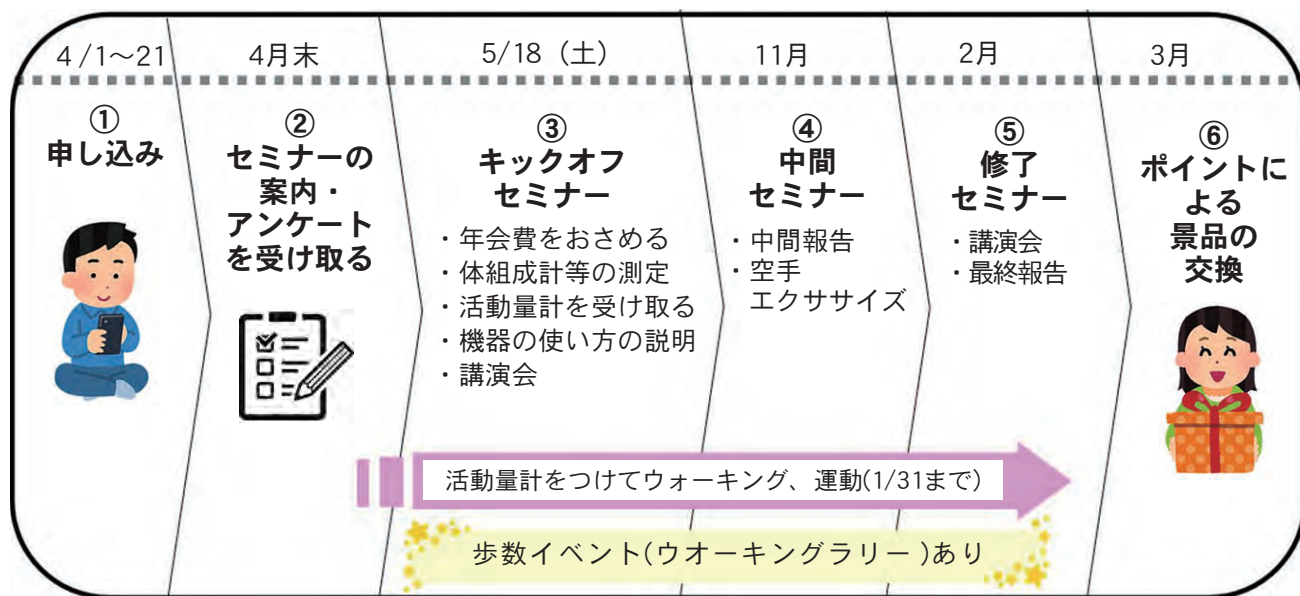 4/1〜21
4月末
5/18（土）
11月
2月
3月
①
申し込み
②
セミナーの
案内・
アンケート
を受け取る
③
キックオフ
セミナー
・年会費をおさめる
・体組成計等の測定
・活動量計を受け取る
・機器の使い方の説明
・講演会
④
中間
セミナー
・中間報告
・空手
エクササイズ
⑤
修了
セミナー
・講演会
・最終報告
⑥
ポイントに
よる
景品の
交換
活動量計をつけてウォーキング、運動(1/31まで)
歩数イベント(ウオーキングラリー)あり